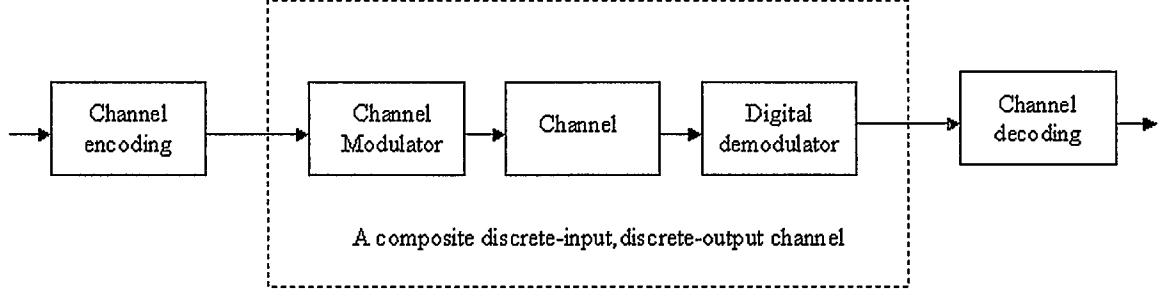 Channel
encoding
Channel
Modulator
Channel
Digital
demodulator
Channel
decoding
A composite discrete-input, discrete-output channel